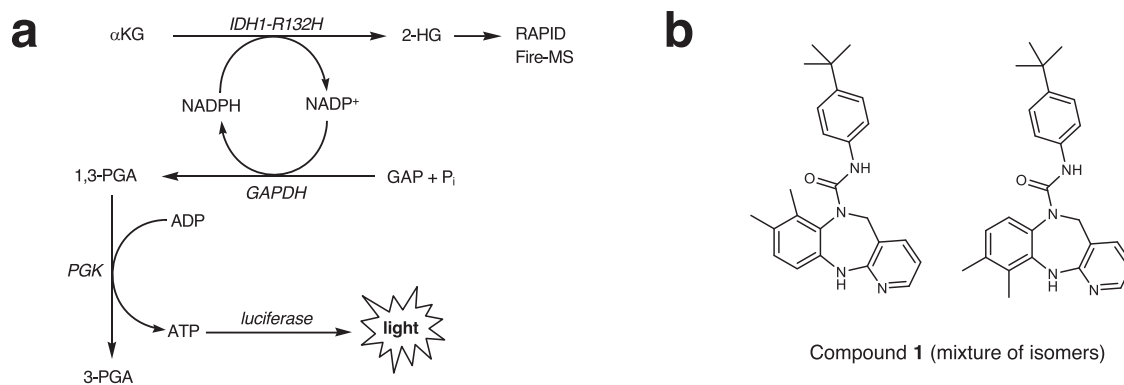 a
IDH1-R132H
αKG
2-HG
RAPID
Fire-MS
NADPH
NADP+
1,3-PGA
GAPDH
GAP + Pi
ADP
PGK
ATP
luciferase
light
3-PGA
b
NH
O
N
N
H
N
NH
O
N
N
H
N
Compound 1 (mixture of isomers)